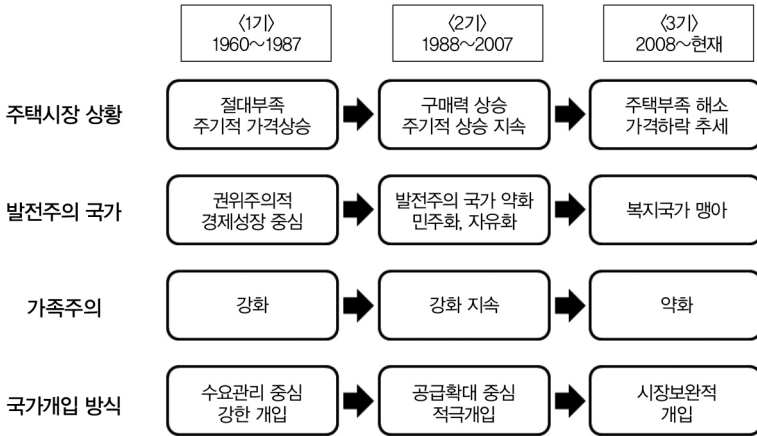 〈1기〉
1960～1987
〈2기〉
1988～2007
〈3기〉
2008～현재
주택시장 상황
절대부족
주기적 가격상승
구매력 상승
주기적 상승 지속
주택부족 해소
가격하락 추세
발전주의 국가
권위주의적
경제성장 중심
발전주의 국가 약화
민주화, 자유화
복지국가 맹아
가족주의
강화
강화 지속
약화
국가개입 방식
수요관리 중심
강한 개입
공급확대 중심
적극개입
시장보완적
개입